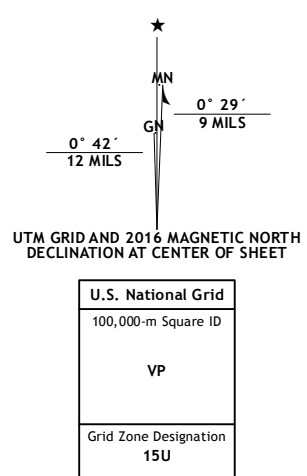 MN
0° 29´
9 MILS
GN
0° 42´
12 MILS
UTM GRID AND 2016 MAGNETIC NORTH
DECLINATION AT CENTER OF SHEET
U.S. National Grid
100,000-m Square ID
VP
Grid Zone Designation
15U